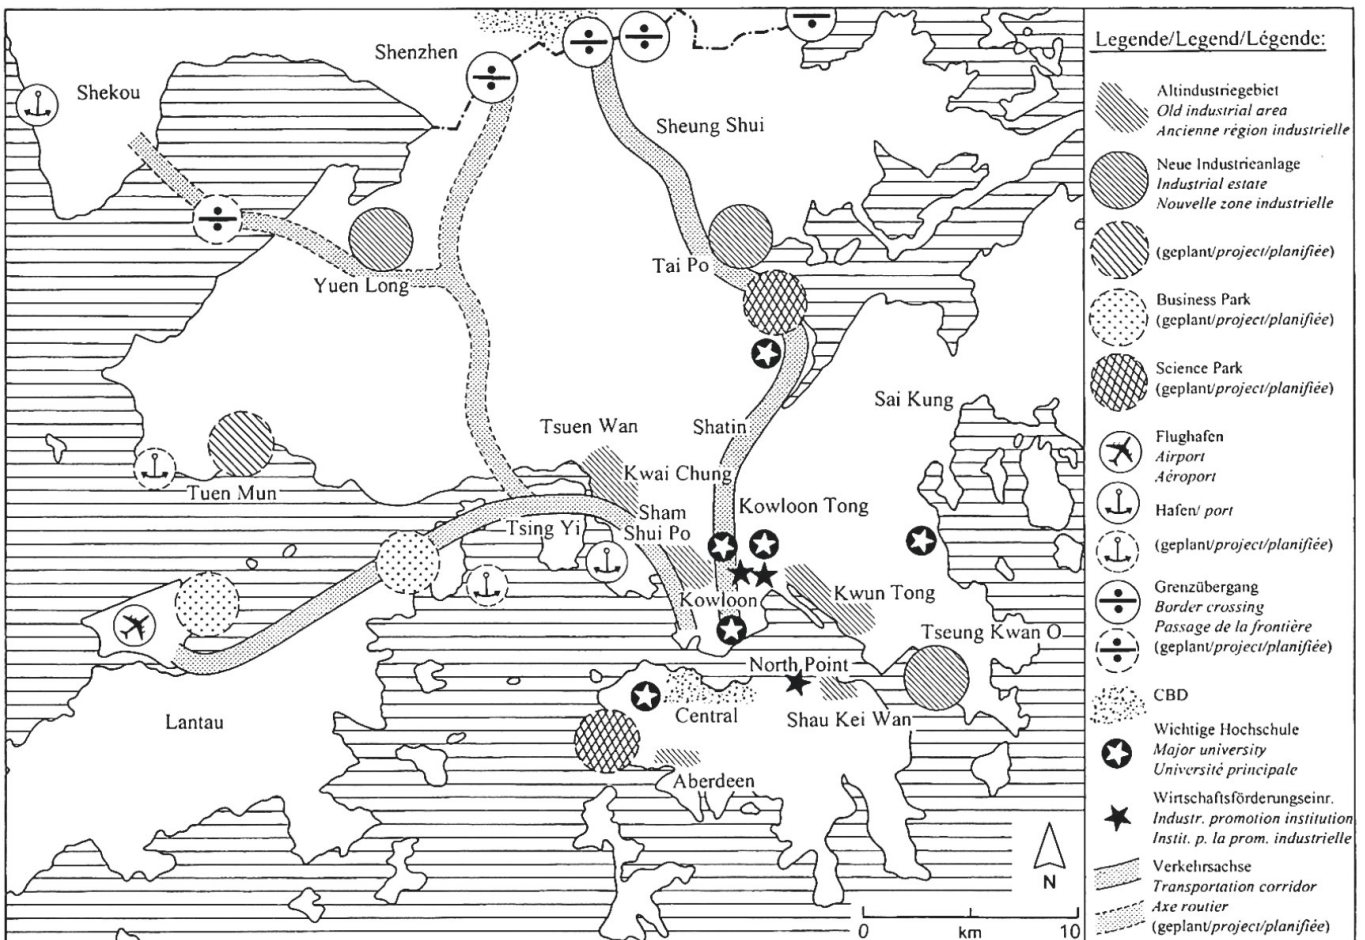 Shenzhen
Shekou
Sheung Shui
Tai Po
Yuen Long
Sai Kung
Shatin
Tsuen Wan
Kwai Chung
Tuen Mun
Kowloon Tong
Sham
Shui Po
Tsing Yi
Kowloon
Kwun Tong
Tseung Kwan O
North Point
Central
Shau Kei Wan
Lantau
Aberdeen
N
0 km 10
Legende/Legend/Légende:
Altindustriegebiet
Old industrial area
Ancienne région industrielle
Neue Industrieanlage
Industrial estate
Nouvelle zone industrielle
(geplant/project/planifiée)
Business Park
(geplant/project/planifiée)
Science Park
(geplant/project/planifiée)
Flughafen
Airport
Aéroport
Hafen/ port
(geplant/project/planifiée)
Grenzübergang
Border crossing
Passage de la frontière
(geplant/project/planifiée)
CBD
Wichtige Hochschule
Major university
Université principale
Wirtschaftsförderungseinr.
Industr. promotion institution
Instit. p. la prom. industrielle
Verkehrsachse
Transportation corridor
Axe routier
(geplant/project/planifiée)